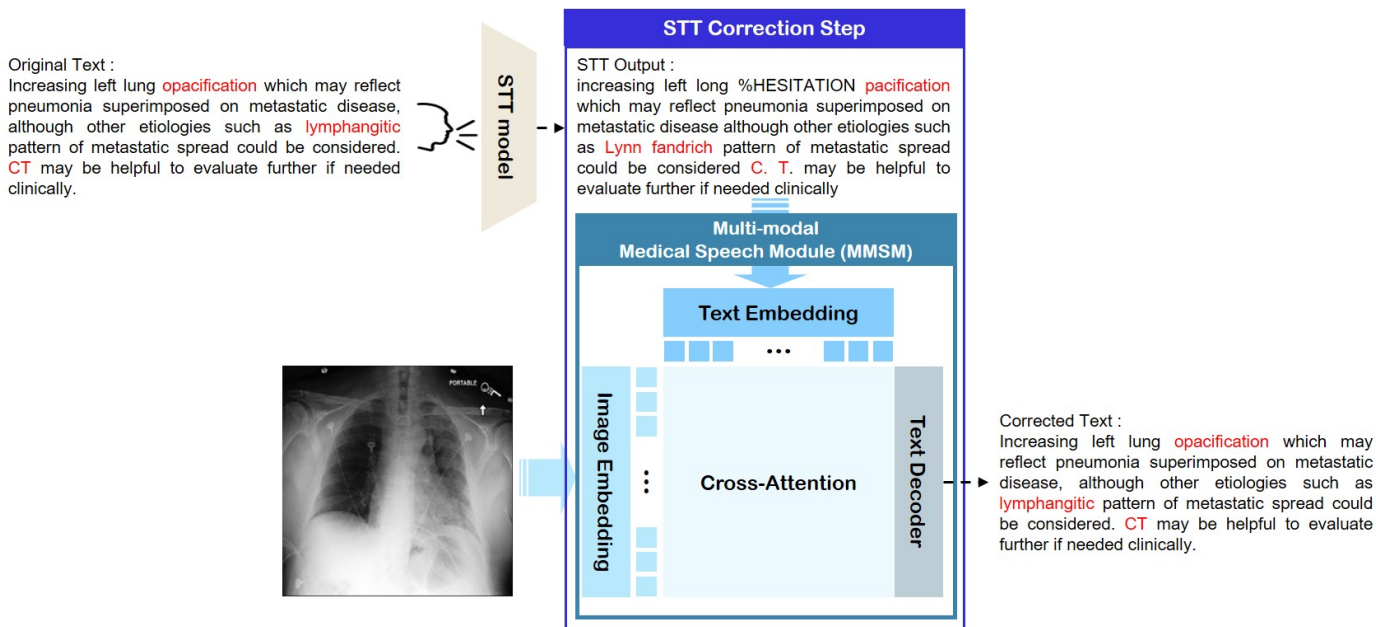 STT Correction Step
Original Text :
Increasing left lung opacification which may reflect
pneumonia superimposed on metastatic disease,
although other etiologies such as lymphangitic
pattern of metastatic spread could be considered.
CT may be helpful to evaluate further if needed
clinically.
STT model
STT Output :
increasing left long %HESITATION pacification
which may reflect pneumonia superimposed on
metastatic disease although other etiologies such
as Lynn fandrich pattern of metastatic spread
could be considered C. T. may be helpful to
evaluate further if needed clinically
Multi-modal
Medical Speech Module (MMSM)
Text Embedding
...
PORTABLE
Image Embedding
...
Cross-Attention
Text Decoder
Corrected Text :
Increasing left lung opacification which may
reflect pneumonia superimposed on metastatic
disease, although other etiologies such as
lymphangitic pattern of metastatic spread could
be considered. CT may be helpful to evaluate
further if needed clinically.